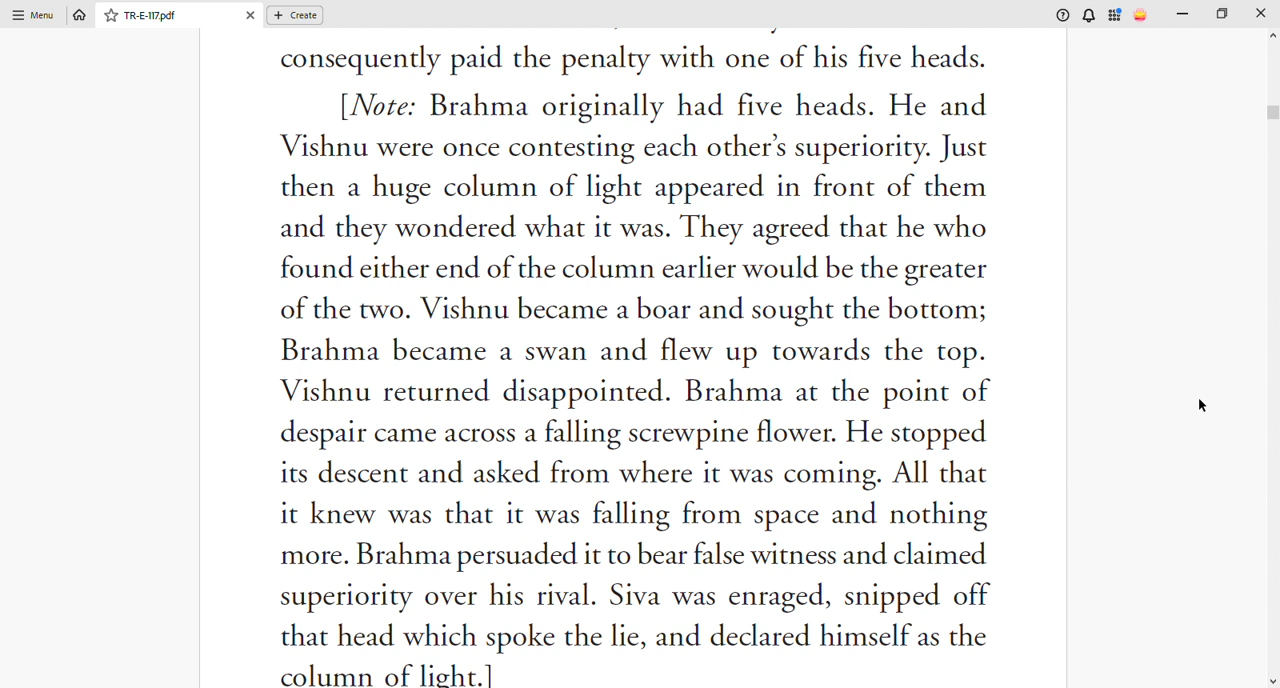 Menu
TR-E-117.pdf
Create
consequently paid the penalty with one of his five heads.
[Note: Brahma originally had five heads. He and
Vishnu were once contesting each other’s superiority. Just
then a huge column of light appeared in front of them
and they wondered what it was. They agreed that he who
found either end of the column earlier would be the greater
of the two. Vishnu became a boar and sought the bottom;
Brahma became a swan and flew up towards the top.
Vishnu returned disappointed. Brahma at the point of
despair came across a falling screwpine flower. He stopped
its descent and asked from where it was coming. All that
it knew was that it was falling from space and nothing
more. Brahma persuaded it to bear false witness and claimed
superiority over his rival. Siva was enraged, snipped off
that head which spoke the lie, and declared himself as the
column of light.]